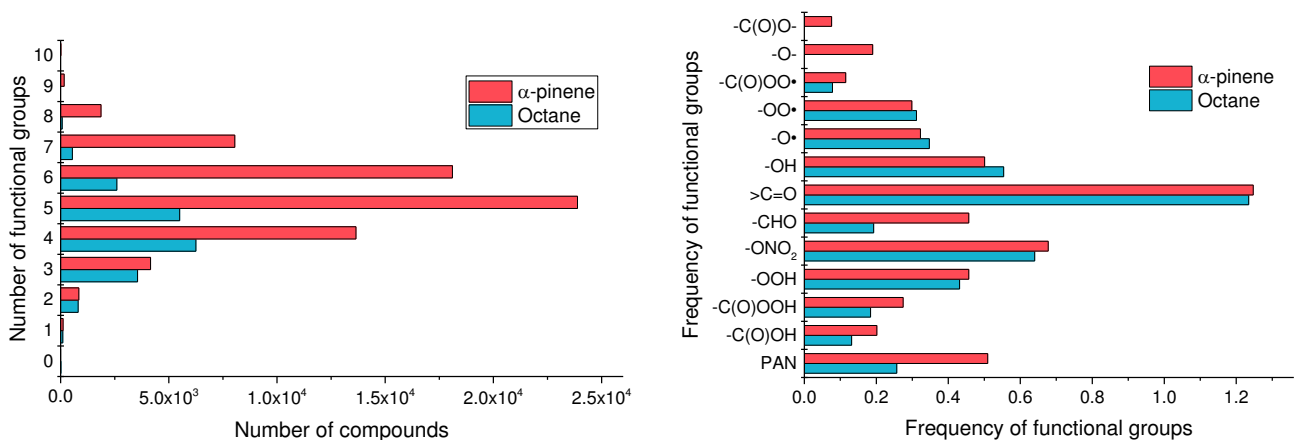 Number of functional groups
10
9
8
7
6
5
4
3
2
1
0
α-pinene
Octane
0.0 5.0x10³ 1.0x10⁴ 1.5x10⁴ 2.0x10⁴ 2.5x10⁴
Number of compounds
Frequency of functional groups
-C(O)O-
-O-
-C(O)OO•
-OO•
-O•
-OH
>C=O
-CHO
-ONO₂
-OOH
-C(O)OOH
-C(O)OH
PAN
α-pinene
Octane
0.0 0.2 0.4 0.6 0.8 1.0 1.2
Frequency of functional groups